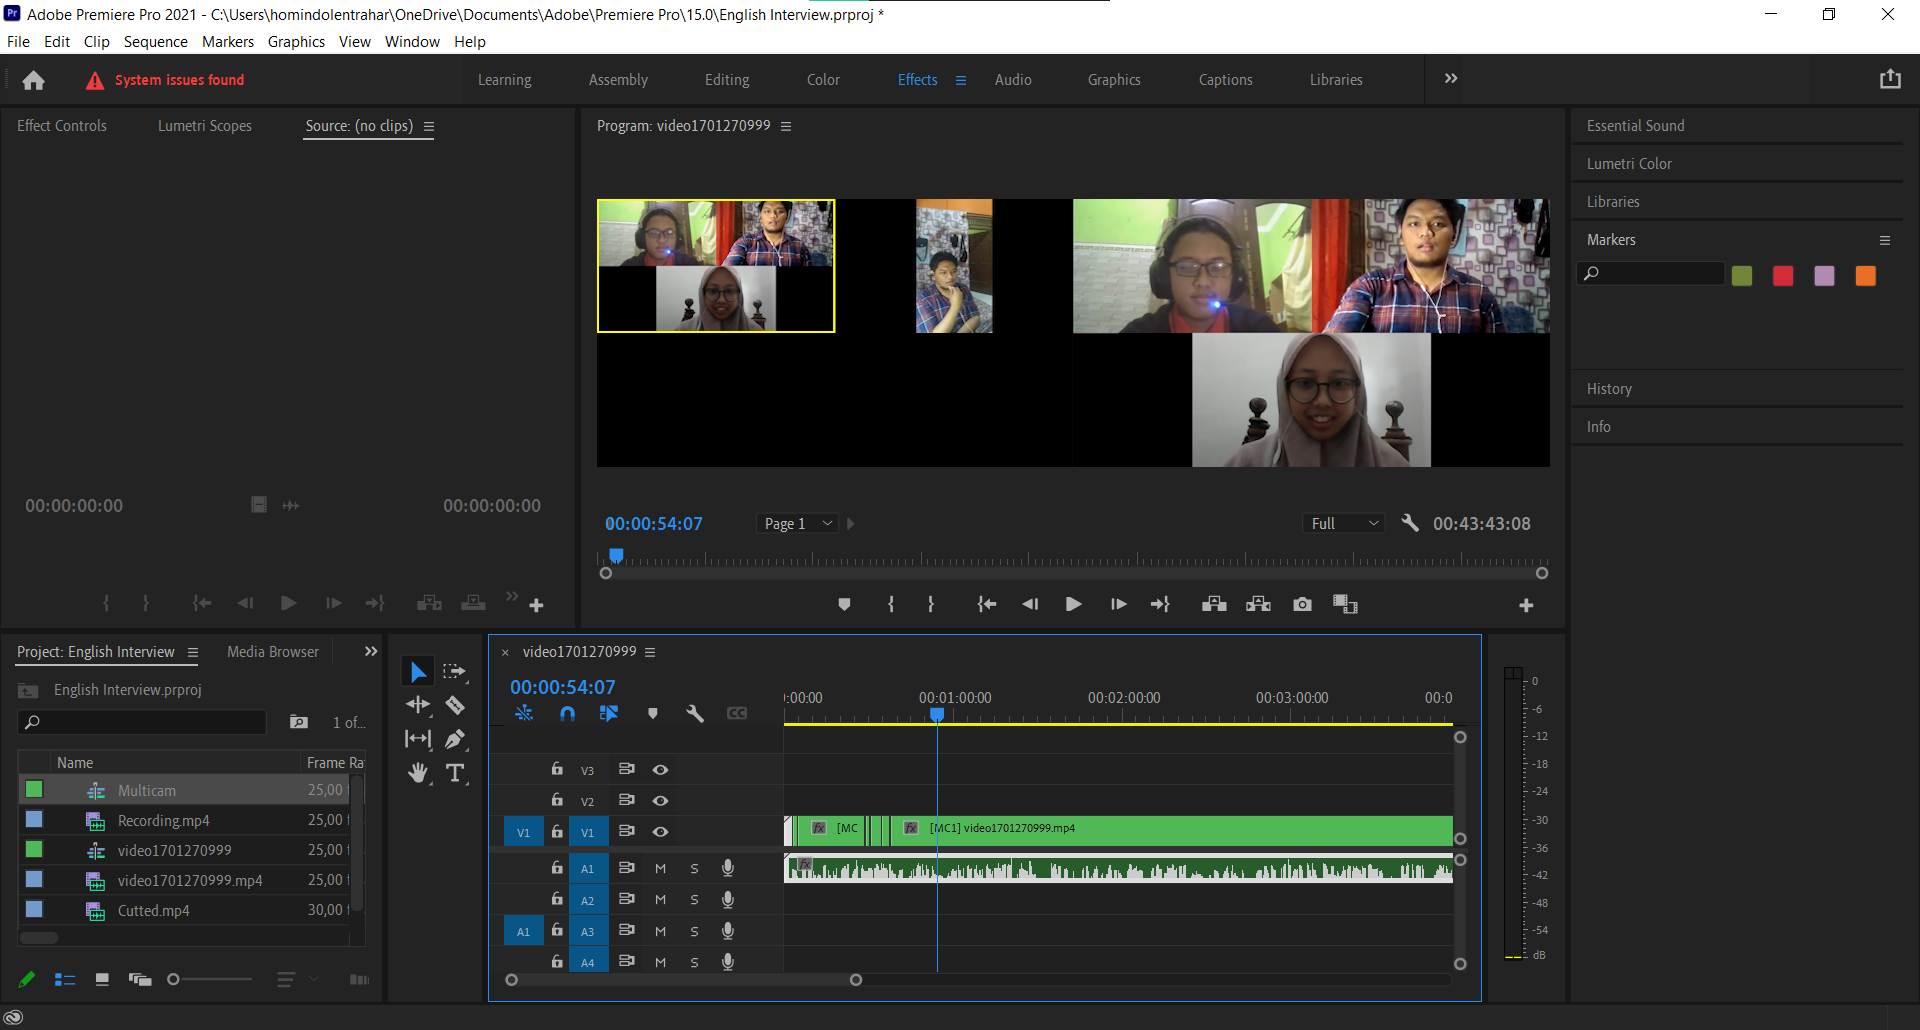 Adobe Premiere Pro 2021 - C:\Users\homindolentrahar\OneDrive\Documents\Adobe\Premiere Pro\15.0\English Interview.prproj *
File Edit Clip Sequence Markers Graphics View Window Help
System issues found
Learning Assembly Editing Color Effects Audio Graphics Captions Libraries
Effect Controls Lumetri Scopes Source: (no clips)
Program: video1701270999
Essential Sound
Lumetri Color
Libraries
Markers
History
Info
00:00:00:00 00:00:00:00
00:00:54:07 Page 1 Full 00:43:43:08
Project: English Interview Media Browser
English Interview.prproj
1 of...
Name Frame Ra
Multicam 25,00 f
Recording.mp4 25,00 f
video1701270999 25,00 f
video1701270999.mp4 25,00 f
Cutted.mp4 30,00 f
T
× video1701270999
00:00:54:07
:00:00 00:01:00:00 00:02:00:00 00:03:00:00 00:0
CC
V3
V2
V1 V1 fx [MC fx [MC1] video1701270999.mp4
A1 M S fx
A2 M S
A1 A3 M S
A4 M S
0
-6
-12
-18
-24
-30
-36
-42
-48
-54
dB